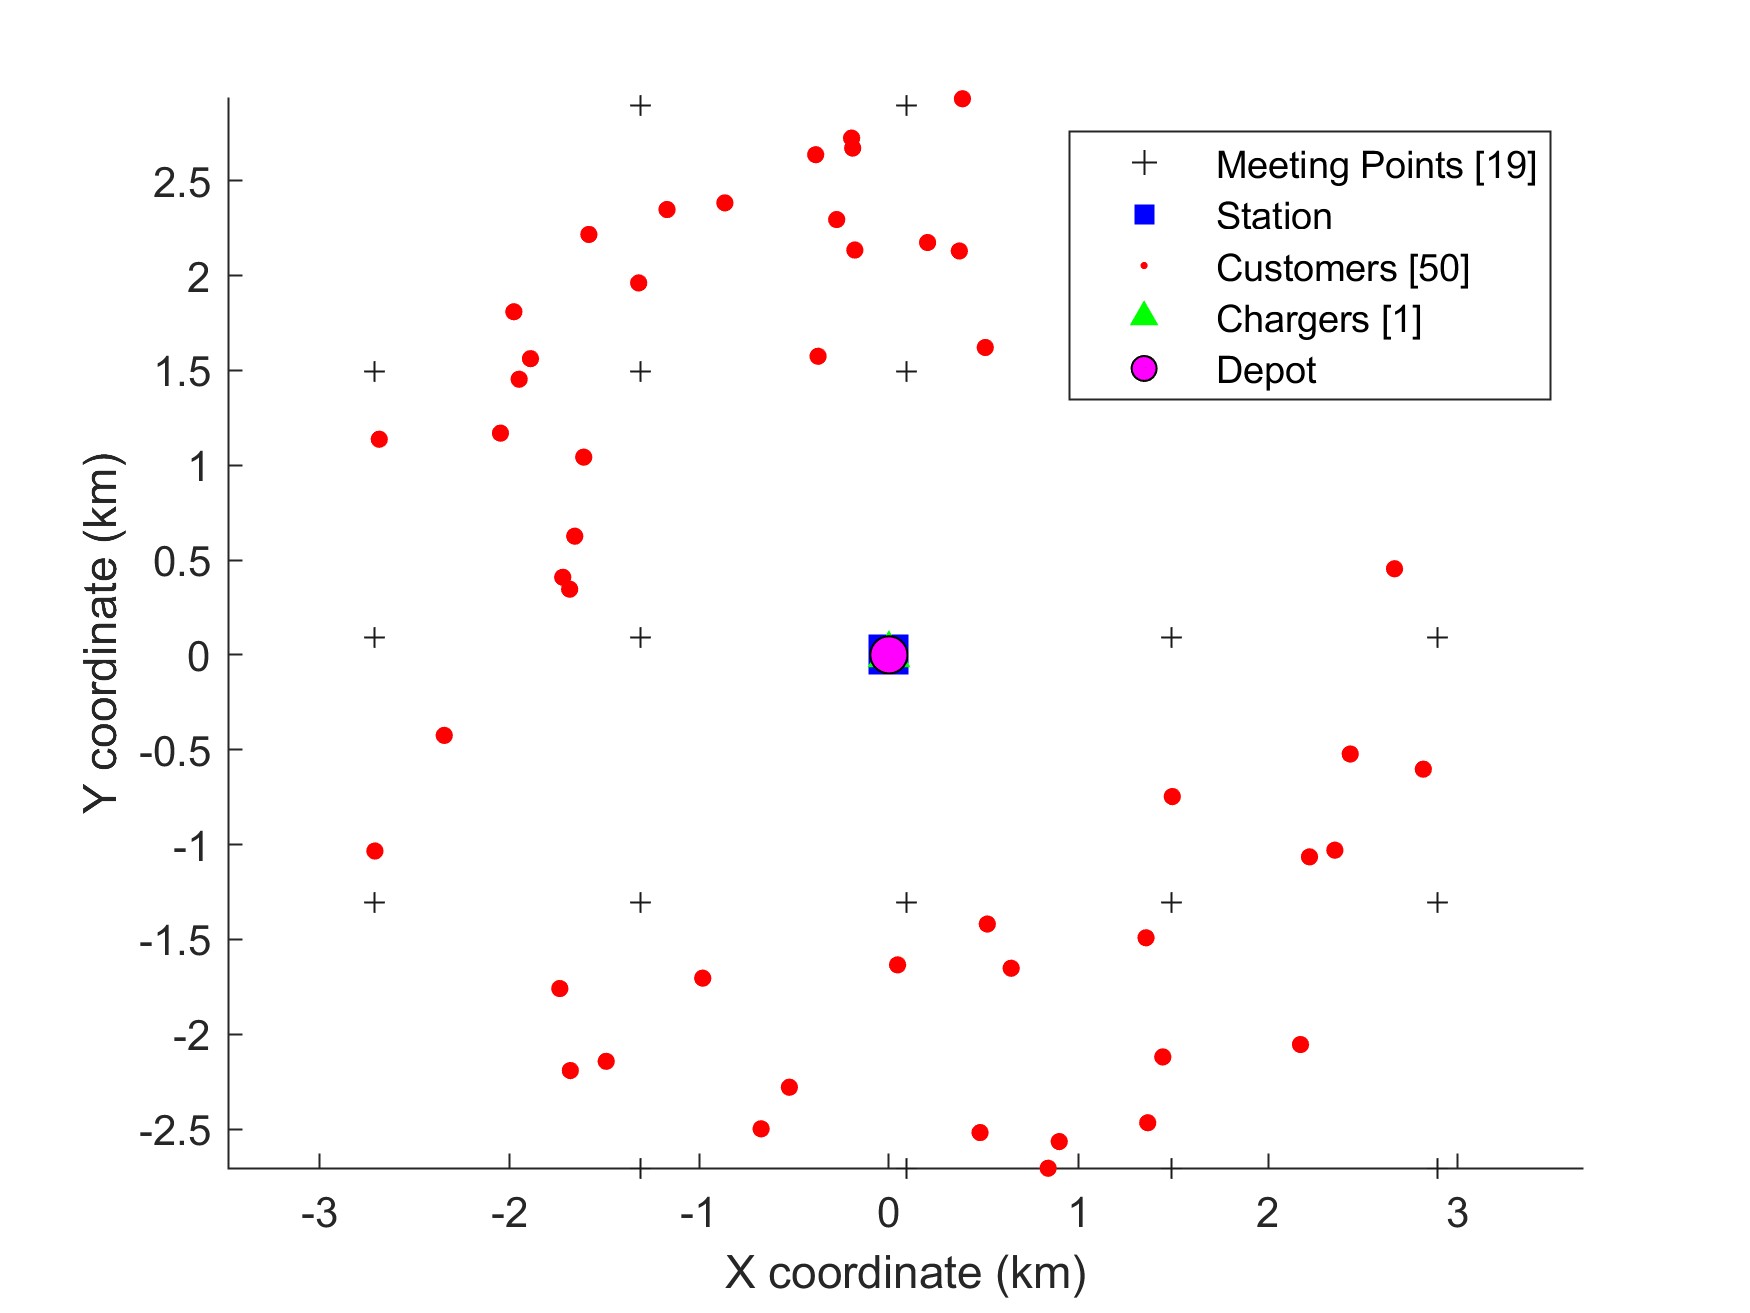 Meeting Points [19]
Station
Customers [50]
Chargers [1]
Depot
Y coordinate (km)
2.5
2
1.5
1
0.5
0
-0.5
-1
-1.5
-2
-2.5
-3 -2 -1 0 1 2 3
X coordinate (km)